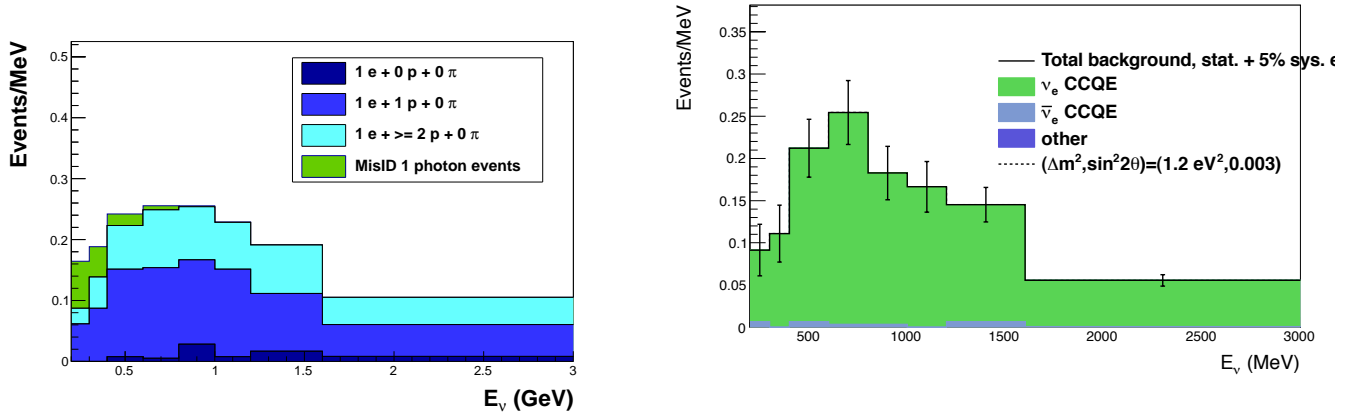 Events/MeV
0.5
0.4
0.3
0.2
0.1
0
0.5 1 1.5 2 2.5 3
E_ν (GeV)
1 e + 0 p + 0 π
1 e + 1 p + 0 π
1 e + >= 2 p + 0 π
MisID 1 photon events
Events/MeV
0.35
0.3
0.25
0.2
0.15
0.1
0.05
0
500 1000 1500 2000 2500 3000
E_ν (MeV)
Total background, stat. + 5% sys. e
ν_e CCQE
ν̄_e CCQE
other
(Δm²,sin²2θ)=(1.2 eV²,0.003)